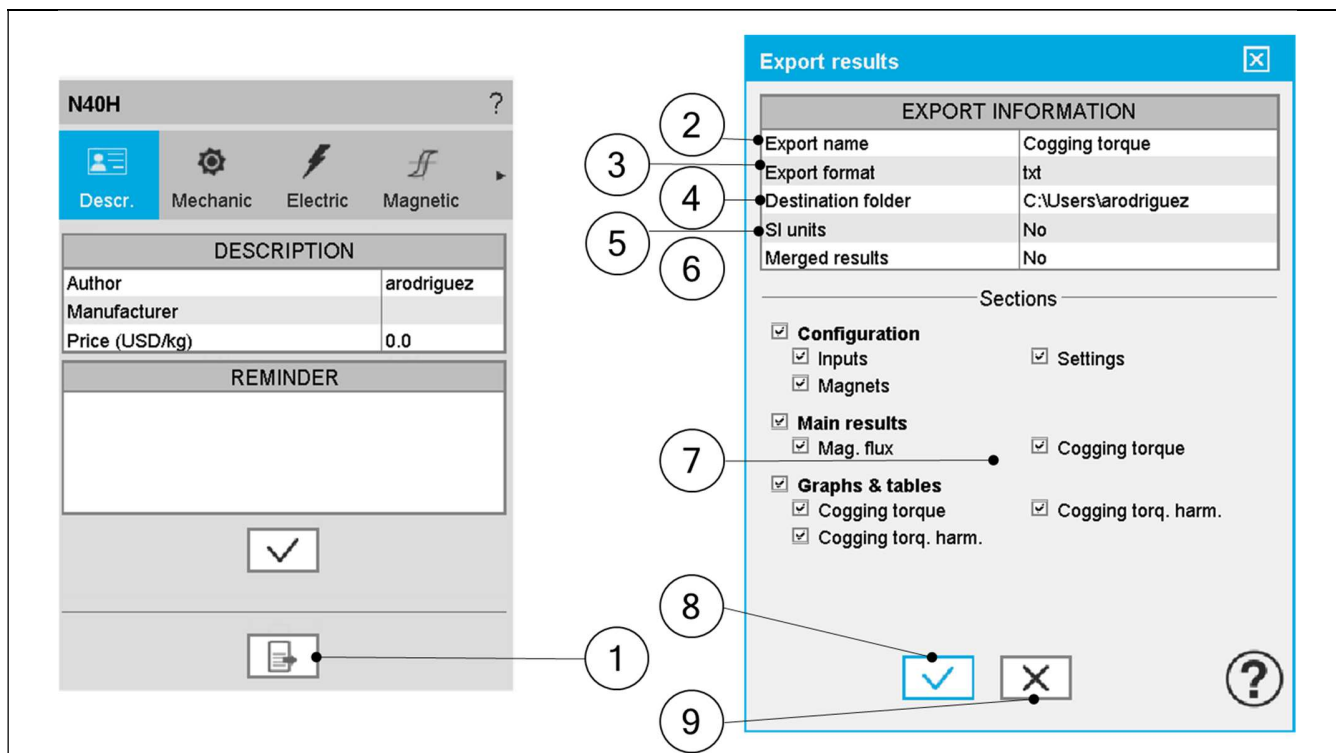 N40H ?
Descr. Mechanic Electric Magnetic
DESCRIPTION
Author arodriguez
Manufacturer
Price (USD/kg) 0.0
REMINDER
1
2
3
4
5
6
7
8
9
Export results
EXPORT INFORMATION
Export name Cogging torque
Export format txt
Destination folder C:\Users\arodriguez
SI units No
Merged results No
Sections
Configuration
Inputs Settings
Magnets
Main results
Mag. flux Cogging torque
Graphs & tables
Cogging torque Cogging torq. harm.
Cogging torq. harm.
?